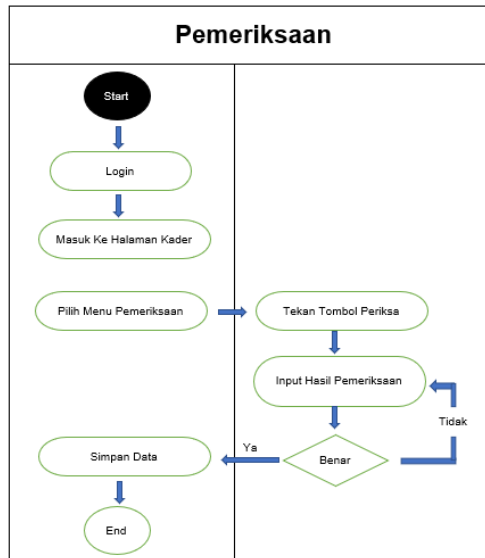 Pemeriksaan
Start
Login
Masuk Ke Halaman Kader
Pilih Menu Pemeriksaan
Tekan Tombol Periksa
Input Hasil Pemeriksaan
Tidak
Benar
Ya
Simpan Data
End